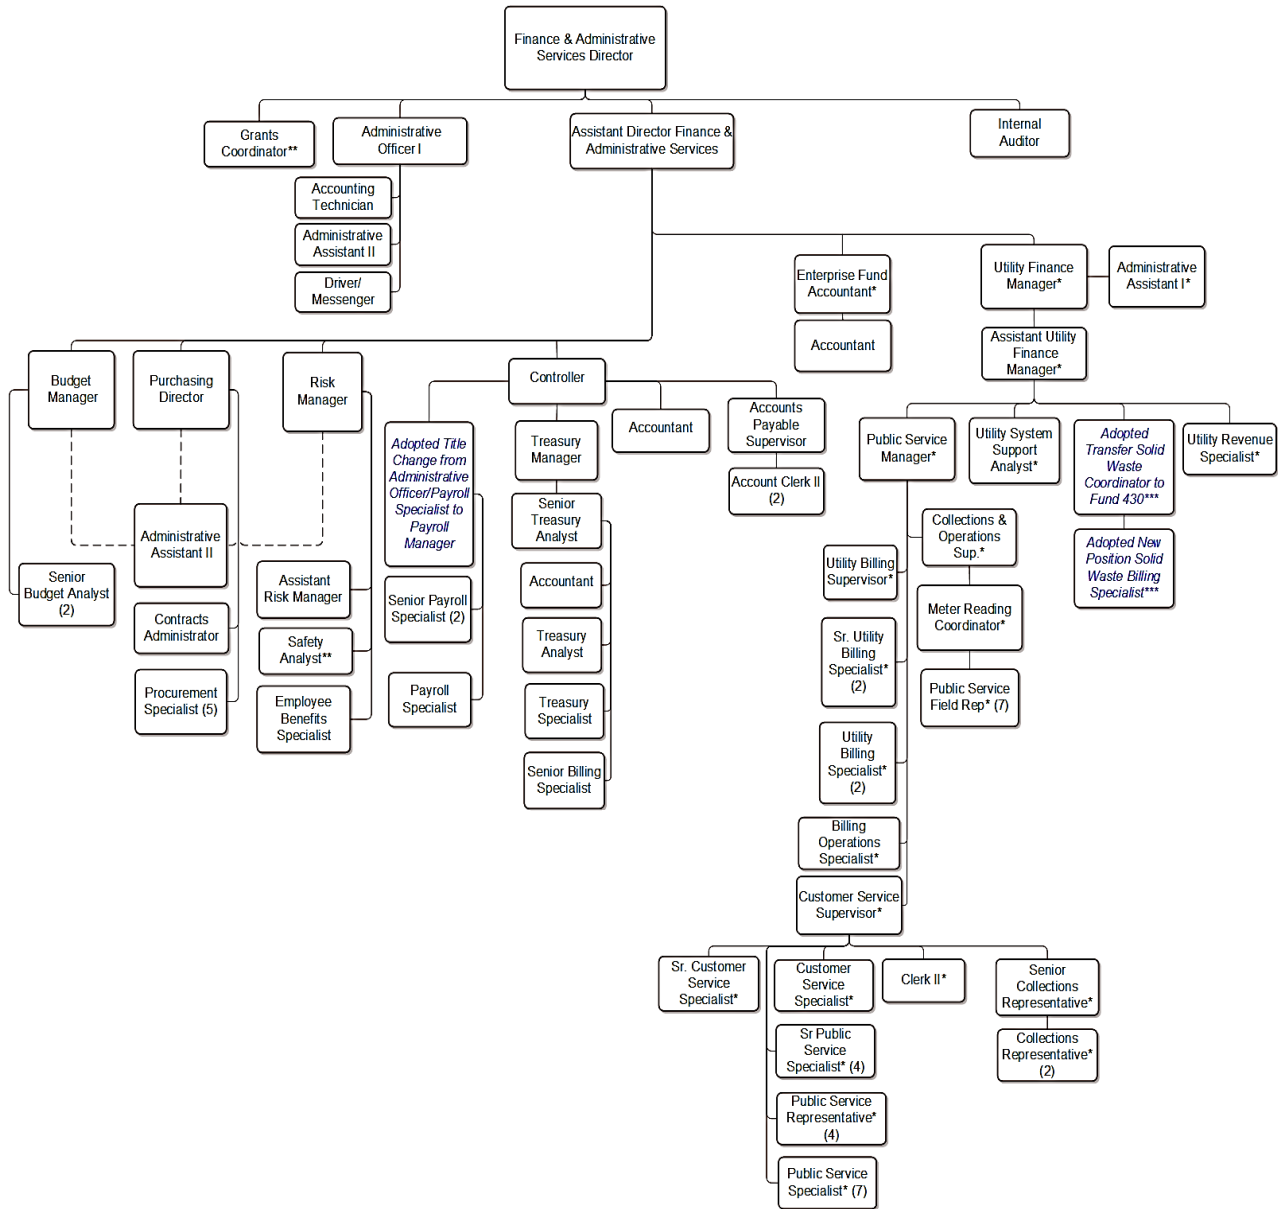 Finance & Administrative
Services Director
Grants
Coordinator**
Administrative
Officer I
Assistant Director Finance &
Administrative Services
Internal
Auditor
Accounting
Technician
Administrative
Assistant II
Driver/
Messenger
Enterprise Fund
Accountant*
Accountant
Utility Finance
Manager*
Administrative
Assistant I*
Assistant Utility
Finance
Manager*
Budget
Manager
Purchasing
Director
Risk
Manager
Controller
Adopted Title
Change from
Administrative
Officer/Payroll
Specialist to
Payroll
Manager
Treasury
Manager
Accountant
Accounts
Payable
Supervisor
Account Clerk II
(2)
Public Service
Manager*
Utility System
Support
Analyst*
Adopted
Transfer Solid
Waste
Coordinator to
Fund 430***
Utility Revenue
Specialist*
Adopted New
Position Solid
Waste Billing
Specialist***
Administrative
Assistant II
Senior
Budget Analyst
(2)
Contracts
Administrator
Procurement
Specialist (5)
Assistant
Risk Manager
Safety
Analyst**
Employee
Benefits
Specialist
Senior Payroll
Specialist (2)
Payroll
Specialist
Senior
Treasury
Analyst
Accountant
Treasury
Analyst
Treasury
Specialist
Senior Billing
Specialist
Collections &
Operations
Sup.*
Utility Billing
Supervisor*
Meter Reading
Coordinator*
Sr. Utility
Billing
Specialist*
(2)
Public Service
Field Rep* (7)
Utility
Billing
Specialist*
(2)
Billing
Operations
Specialist*
Customer Service
Supervisor*
Sr. Customer
Service
Specialist*
Customer
Service
Specialist*
Clerk II*
Senior
Collections
Representative*
Sr Public
Service
Specialist* (4)
Collections
Representative*
(2)
Public Service
Representative*
(4)
Public Service
Specialist* (7)